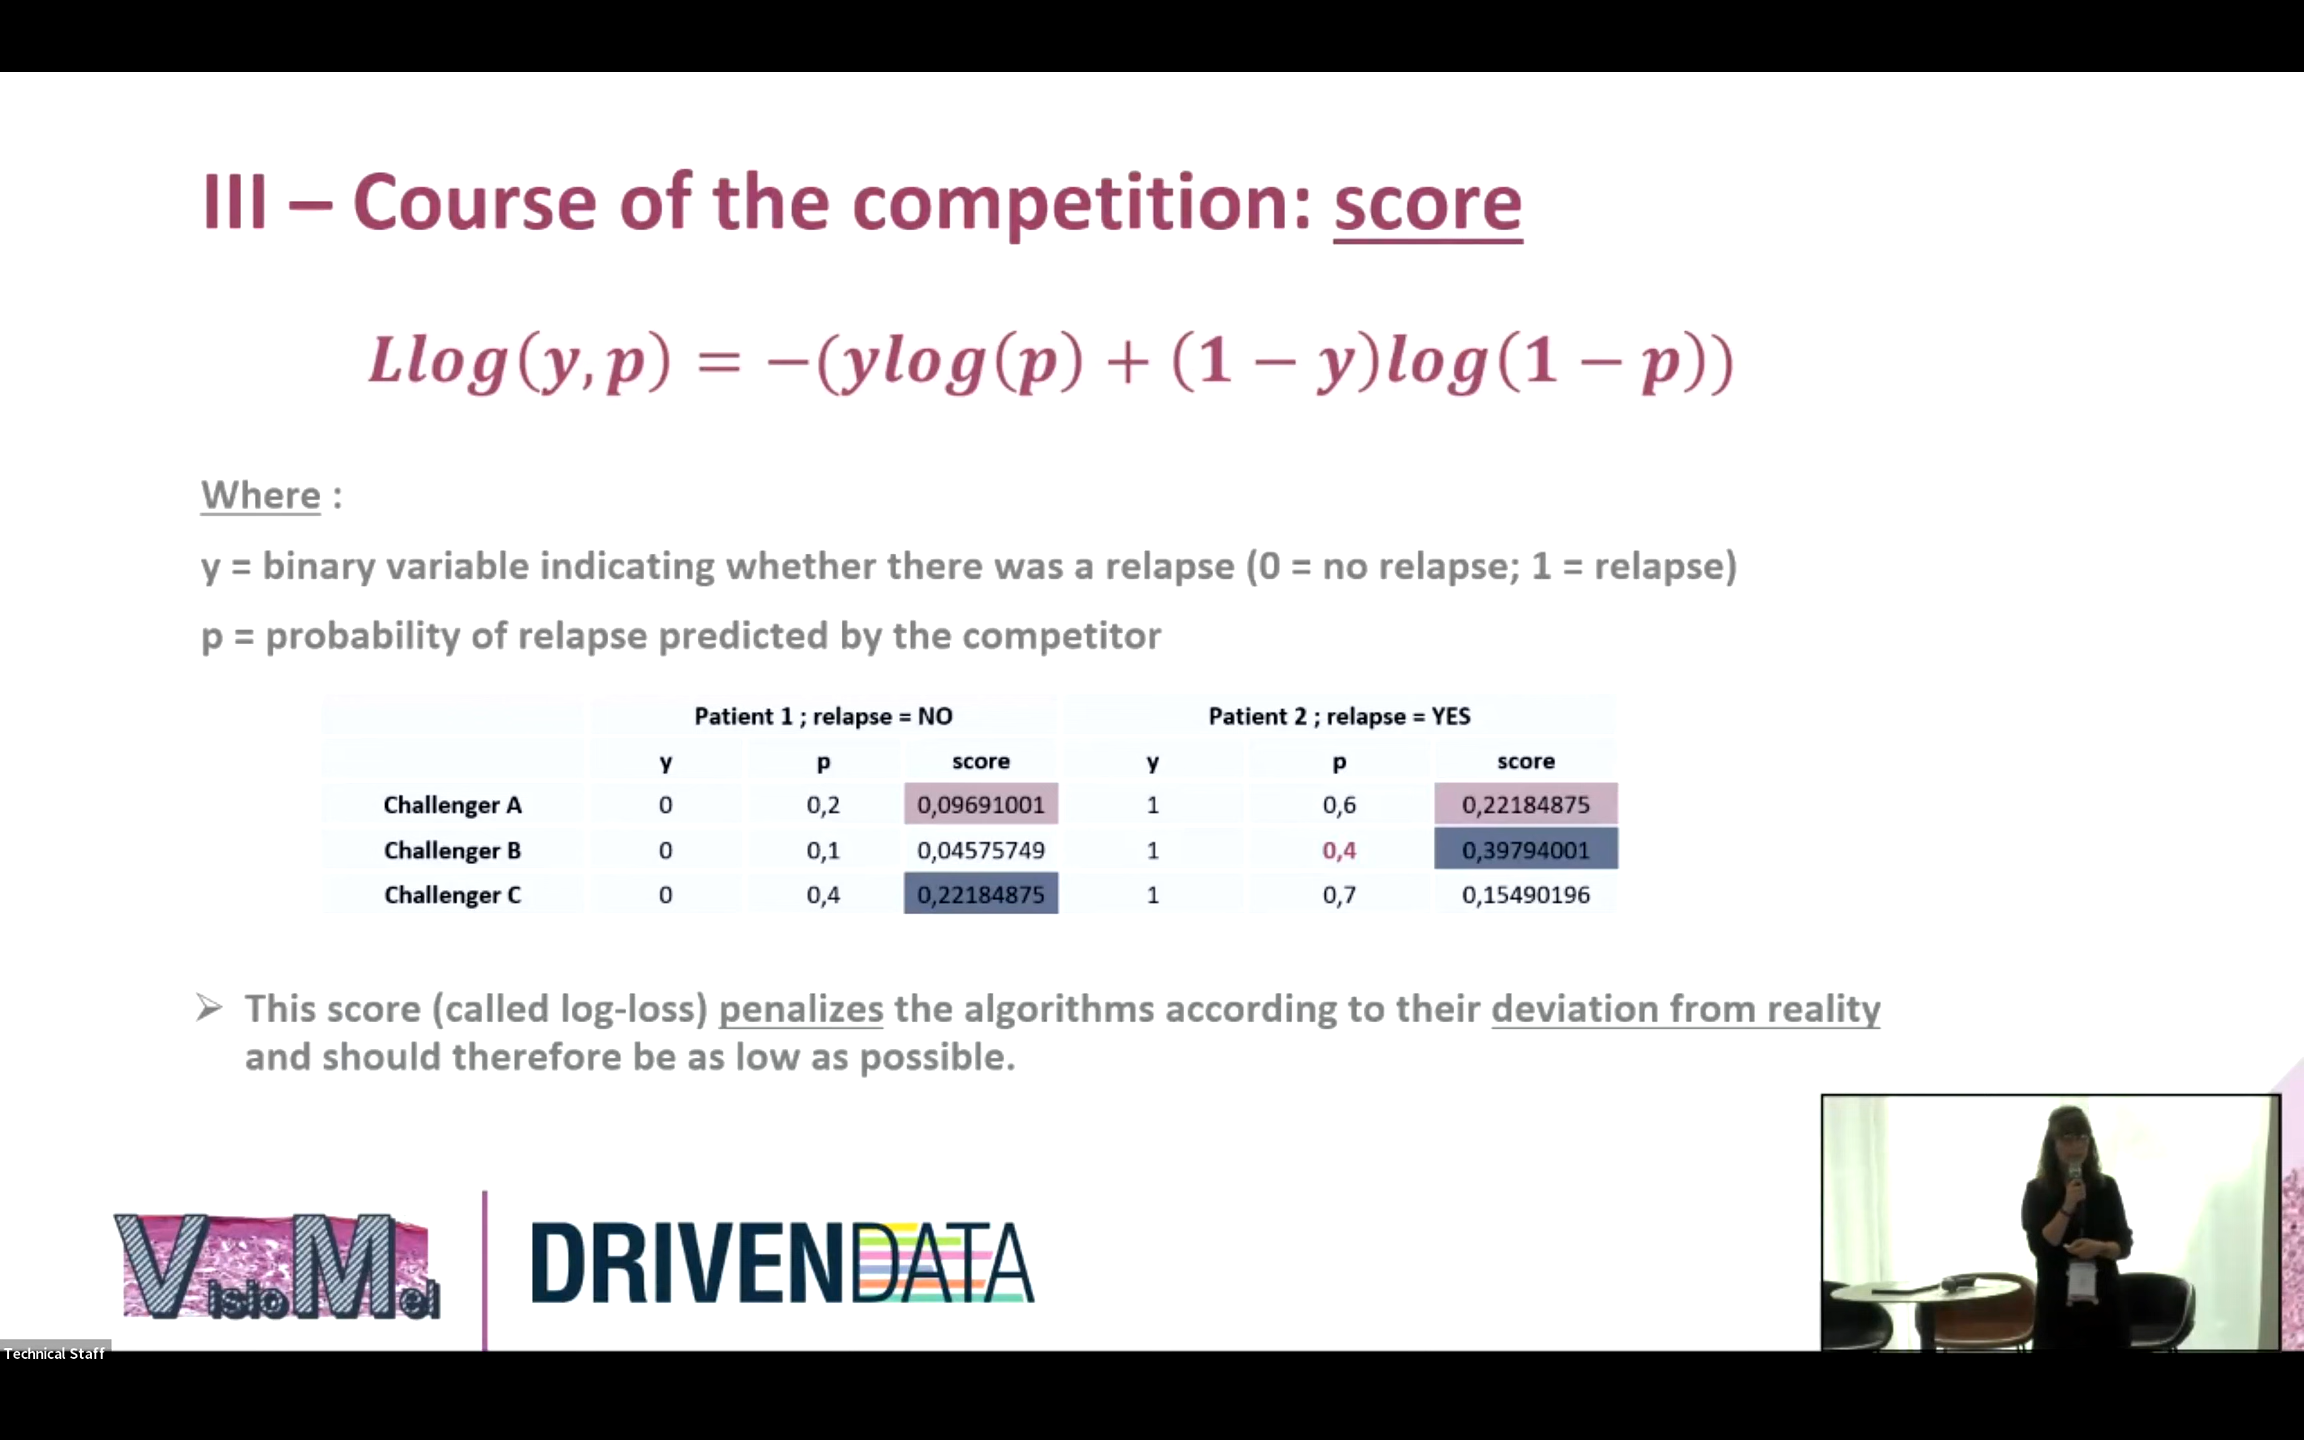 III – Course of the competition: score
Llog(y, p) = −(ylog(p) + (1 − y)log(1 − p))
Where :
y = binary variable indicating whether there was a relapse (0 = no relapse; 1 = relapse)
p = probability of relapse predicted by the competitor
Patient 1 ; relapse = NO Patient 2 ; relapse = YES
y p score y p score
Challenger A 0 0,2 0,09691001 1 0,6 0,22184875
Challenger B 0 0,1 0,04575749 1 0,4 0,39794001
Challenger C 0 0,4 0,22184875 1 0,7 0,15490196
➢ This score (called log-loss) penalizes the algorithms according to their deviation from reality
and should therefore be as low as possible.
VisioMel
DRIVENDATA
Technical Staff